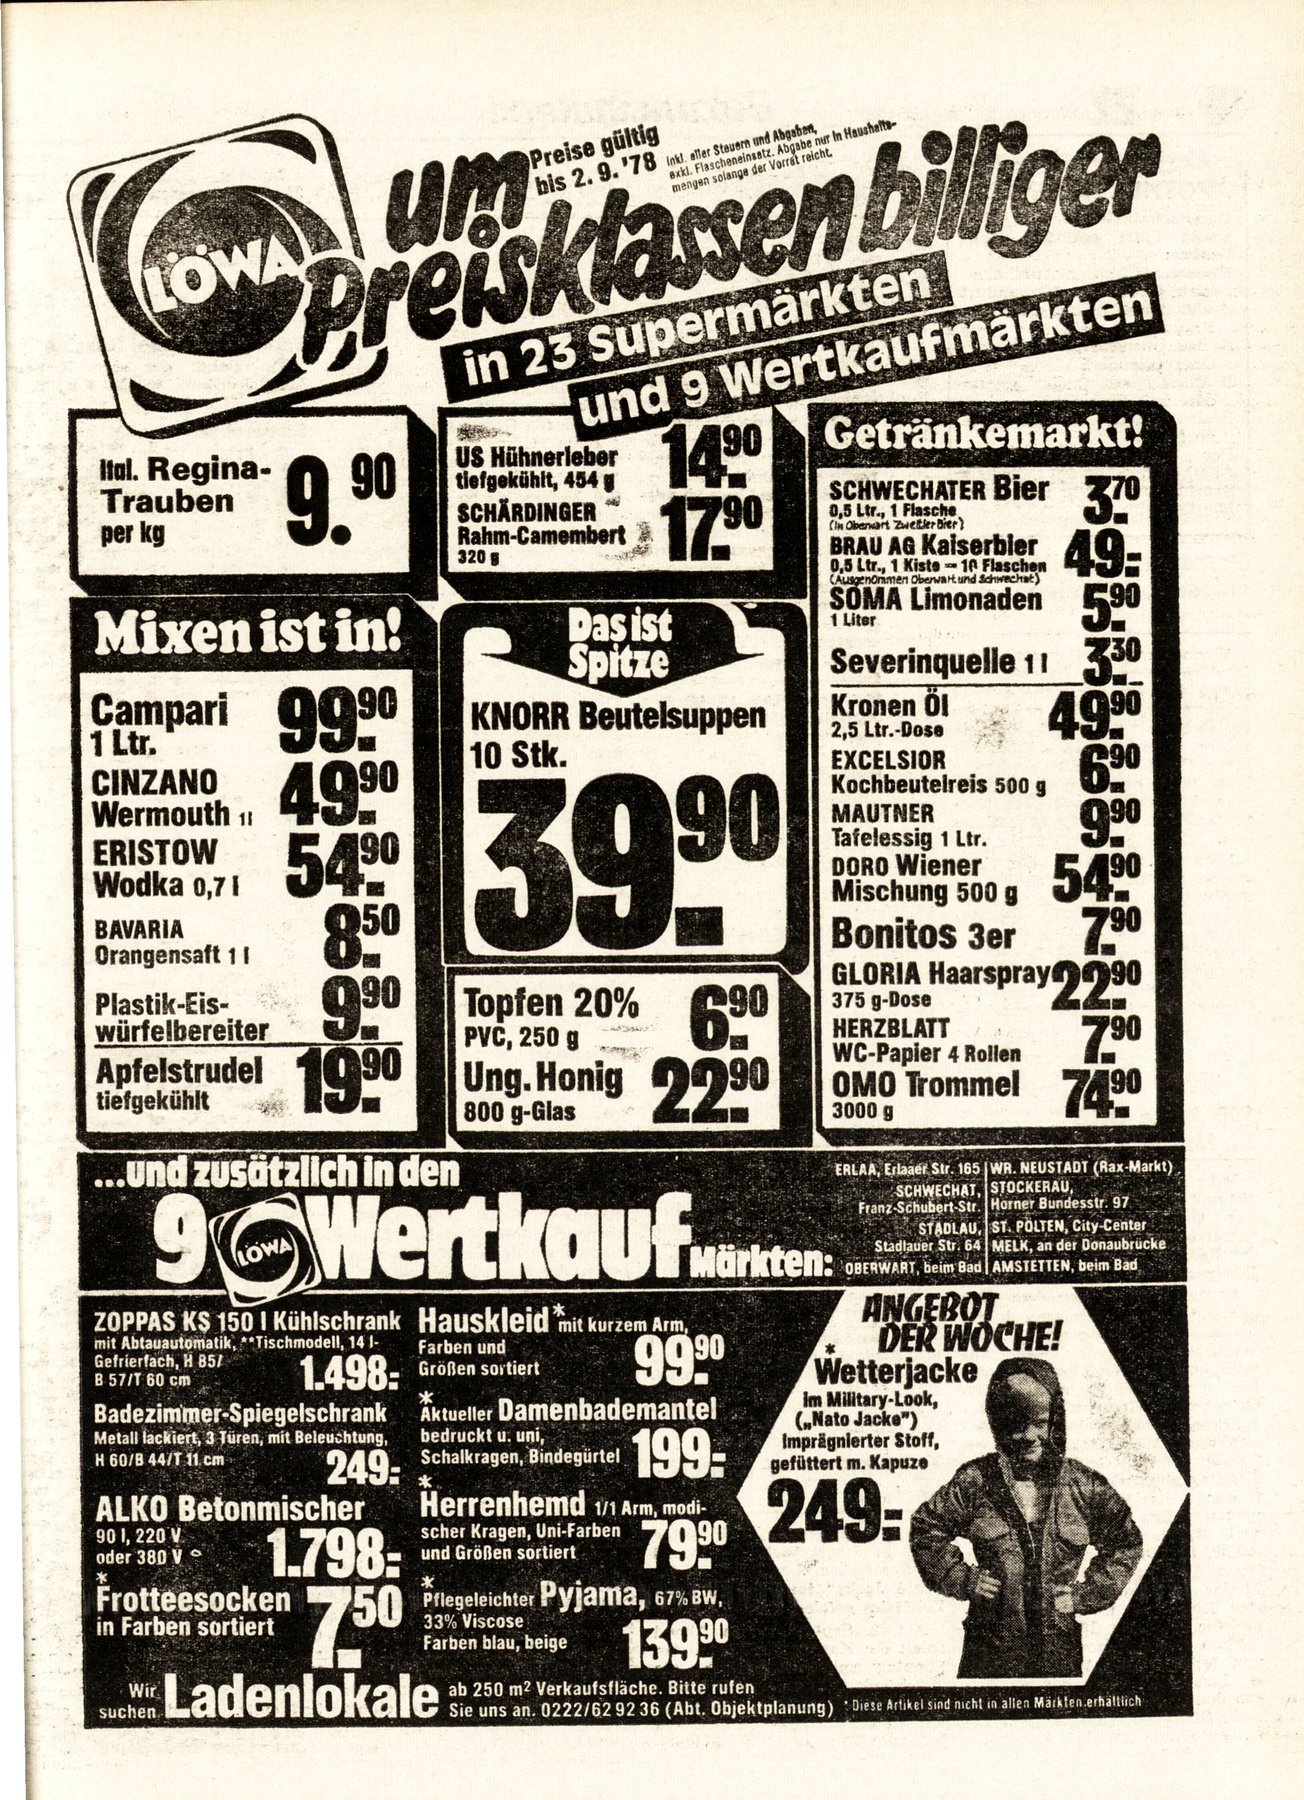 LÖWA
um
Preise gültig
bis 2. 9. '78
Inkl. aller Steuern und Abgaben,
exkl. Flascheneinsatz. Abgabe nur in Haushalts-
mengen solange der Vorrat reicht.
Preisklassen billiger
in 23 Supermärkten
und 9 Wertkaufmärkten
Ital. Regina-
Trauben
per kg
9.90
US Hühnerleber
tiefgekühlt, 454 g
14.90
SCHÄRDINGER
Rahm-Camembert
320 g
17.90
Mixen ist in!
Campari
1 Ltr.
99.90
CINZANO
Wermouth 1 l
49.90
ERISTOW
Wodka 0,7 l
54.90
BAVARIA
Orangensaft 1 l
8.50
Plastik-Eis-
würfelbereiter
9.90
Apfelstrudel
tiefgekühlt
19.90
Das ist
Spitze
KNORR Beutelsuppen
10 Stk.
39.90
Topfen 20%
PVC, 250 g
6.90
Ung. Honig
800 g-Glas
22.90
Getränkemarkt!
SCHWECHATER Bier
0,5 Ltr., 1 Flasche
(in Oberwart Zwettler Bier)
3.70
BRAU AG Kaiserbier
0,5 Ltr., 1 Kiste = 10 Flaschen
(Ausgenommen Oberwart und Schwechat)
49.-
SOMA Limonaden
1 Liter
5.90
Severinquelle 1 l
3.30
Kronen Öl
2,5 Ltr.-Dose
49.90
EXCELSIOR
Kochbeutelreis 500 g
6.90
MAUTNER
Tafelessig 1 Ltr.
9.90
DORO Wiener
Mischung 500 g
54.90
Bonitos 3er
7.90
GLORIA Haarspray
375 g-Dose
22.90
HERZBLATT
WC-Papier 4 Rollen
7.90
OMO Trommel
3000 g
74.90
...und zusätzlich in den
9 LÖWA Wertkauf Märkten:
ERLAA, Erlaaer Str. 165
SCHWECHAT,
Franz-Schubert-Str.
STADLAU,
Stadlauer Str. 64
OBERWART, beim Bad
WR. NEUSTADT (Rax-Markt)
STOCKERAU,
Horner Bundesstr. 97
ST. PÖLTEN, City-Center
MELK, an der Donaubrücke
AMSTETTEN, beim Bad
ZOPPAS KS 150 l Kühlschrank
mit Abtauautomatik, **Tischmodell, 14 l-
Gefrierfach, H 85/
B 57/T 60 cm
1.498.-
Badezimmer-Spiegelschrank
Metall lackiert, 3 Türen, mit Beleuchtung,
H 60/B 44/T 11 cm
249.-
ALKO Betonmischer
90 l, 220 V
oder 380 V
1.798.-
*
Frotteesocken
in Farben sortiert
7.50
Hauskleid* mit kurzem Arm,
Farben und
Größen sortiert
99.90
*
Aktueller Damenbademantel
bedruckt u. uni,
Schalkragen, Bindegürtel
199.-
*
Herrenhemd 1/1 Arm, modi-
scher Kragen, Uni-Farben
und Größen sortiert
79.90
*
Pflegeleichter Pyjama, 67% BW,
33% Viscose
Farben blau, beige
139.90
ANGEBOT
DER WOCHE!
*
Wetterjacke
im Military-Look,
(„Nato Jacke")
imprägnierter Stoff,
gefüttert m. Kapuze
249.-
Wir
suchen
Ladenlokale
ab 250 m² Verkaufsfläche. Bitte rufen
Sie uns an. 0222/62 92 36 (Abt. Objektplanung)
*Diese Artikel sind nicht in allen Märkten erhältlich